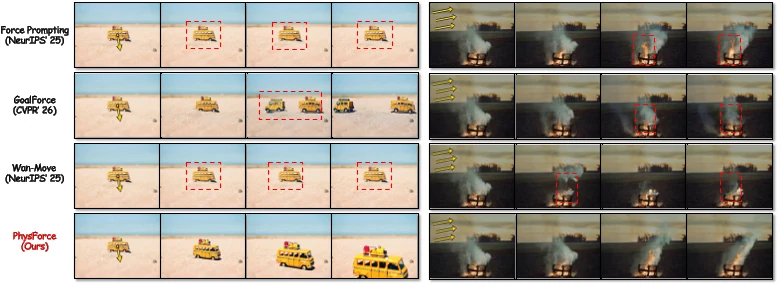 Force Prompting
(NeurIPS' 25)
GoalForce
(CVPR' 26)
Wan-Move
(NeurIPS' 25)
PhysForce
(Ours)